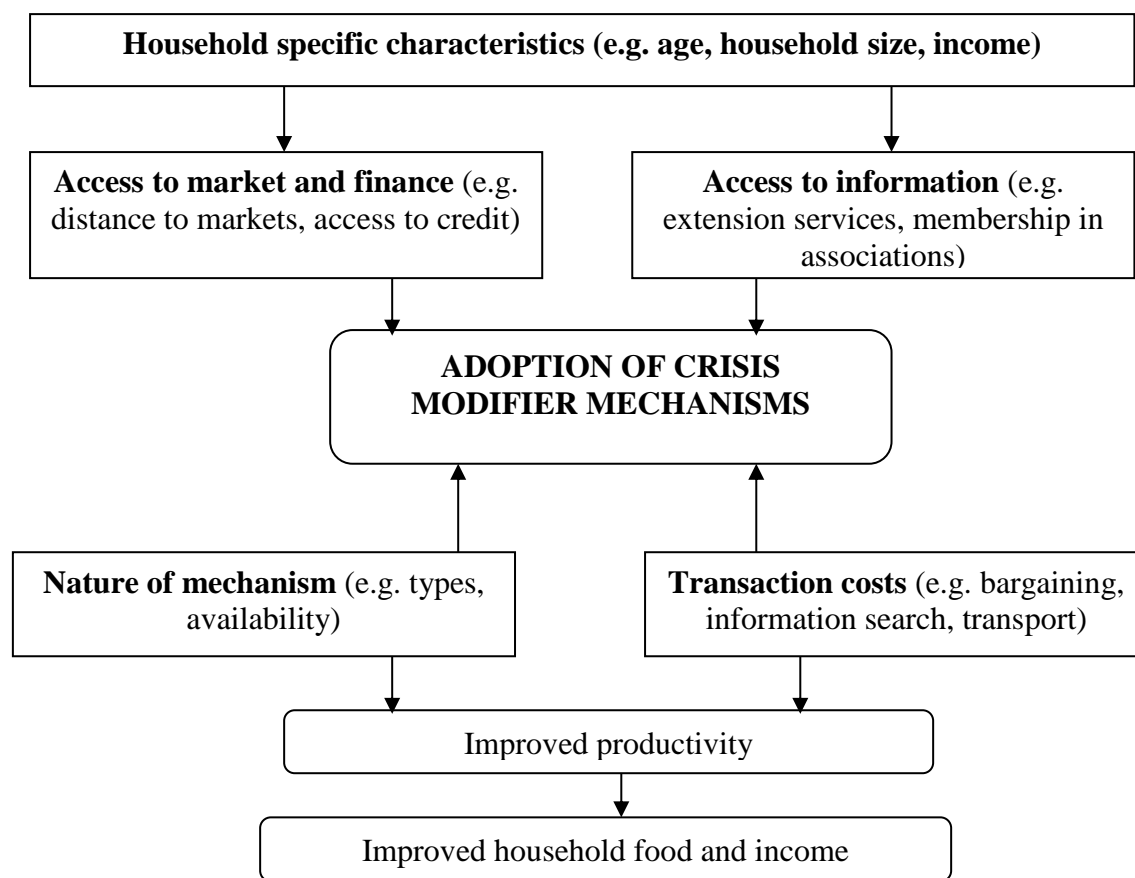 Household specific characteristics (e.g. age, household size, income)
Access to market and finance (e.g.
distance to markets, access to credit)
Access to information (e.g.
extension services, membership in
associations)
ADOPTION OF CRISIS
MODIFIER MECHANISMS
Nature of mechanism (e.g. types,
availability)
Transaction costs (e.g. bargaining,
information search, transport)
Improved productivity
Improved household food and income